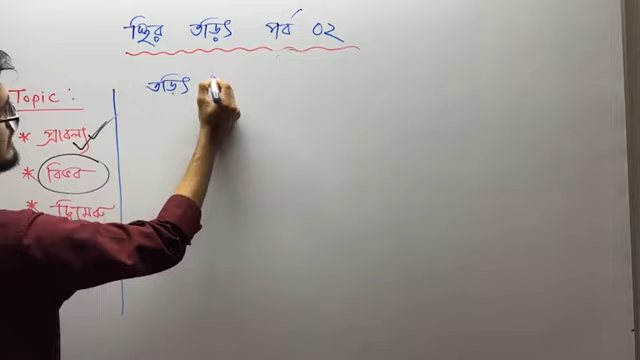 স্থির তড়িৎ পর্ব ০২
Topic :
তড়িৎ
* প্রাবল্য
* বিভব
* দ্বিমেরু